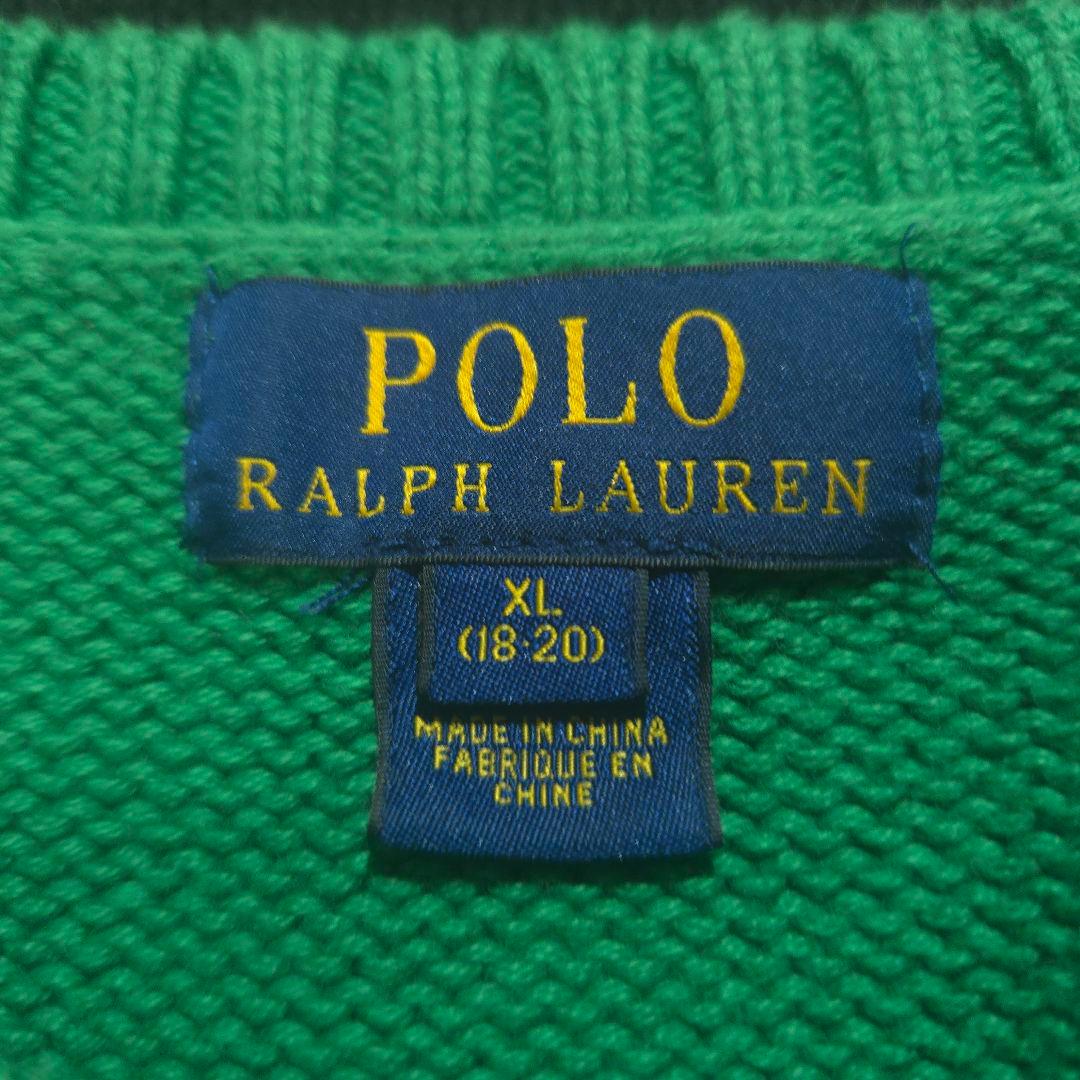 POLO
RALPH LAUREN
XL
(18-20)
MADE IN CHINA
FABRIQUE EN
CHINE